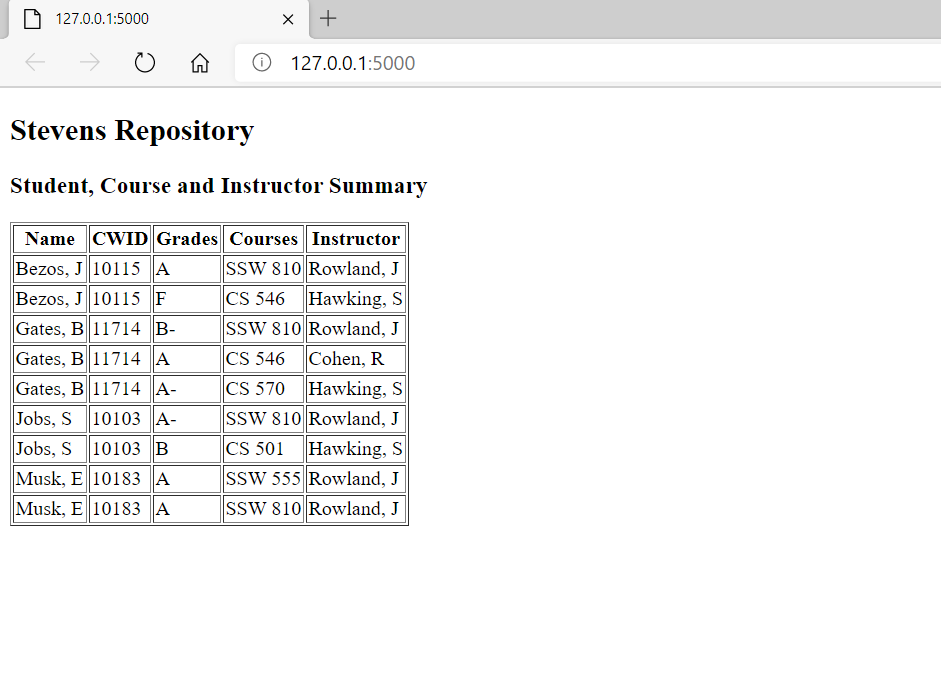 127.0.0.1:5000
127.0.0.1:5000
Stevens Repository
Student, Course and Instructor Summary
Name CWID Grades Courses Instructor
Bezos, J 10115 A SSW 810 Rowland, J
Bezos, J 10115 F CS 546 Hawking, S
Gates, B 11714 B- SSW 810 Rowland, J
Gates, B 11714 A CS 546 Cohen, R
Gates, B 11714 A- CS 570 Hawking, S
Jobs, S 10103 A- SSW 810 Rowland, J
Jobs, S 10103 B CS 501 Hawking, S
Musk, E 10183 A SSW 555 Rowland, J
Musk, E 10183 A SSW 810 Rowland, J